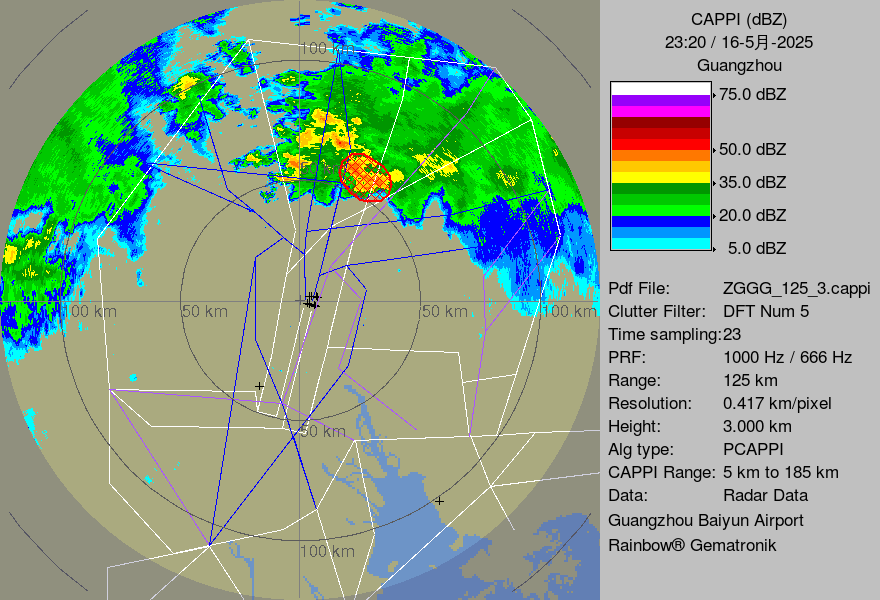 CAPPI (dBZ)
23:20 / 16-5月-2025
Guangzhou
75.0 dBZ
50.0 dBZ
35.0 dBZ
20.0 dBZ
5.0 dBZ
Pdf File: ZGGG_125_3.cappi
Clutter Filter: DFT Num 5
Time sampling:23
PRF: 1000 Hz / 666 Hz
Range: 125 km
Resolution: 0.417 km/pixel
Height: 3.000 km
Alg type: PCAPPI
CAPPI Range: 5 km to 185 km
Data: Radar Data
Guangzhou Baiyun Airport
Rainbow® Gematronik
100 km
100 km
50 km
50 km
100 km
50 km
100 km